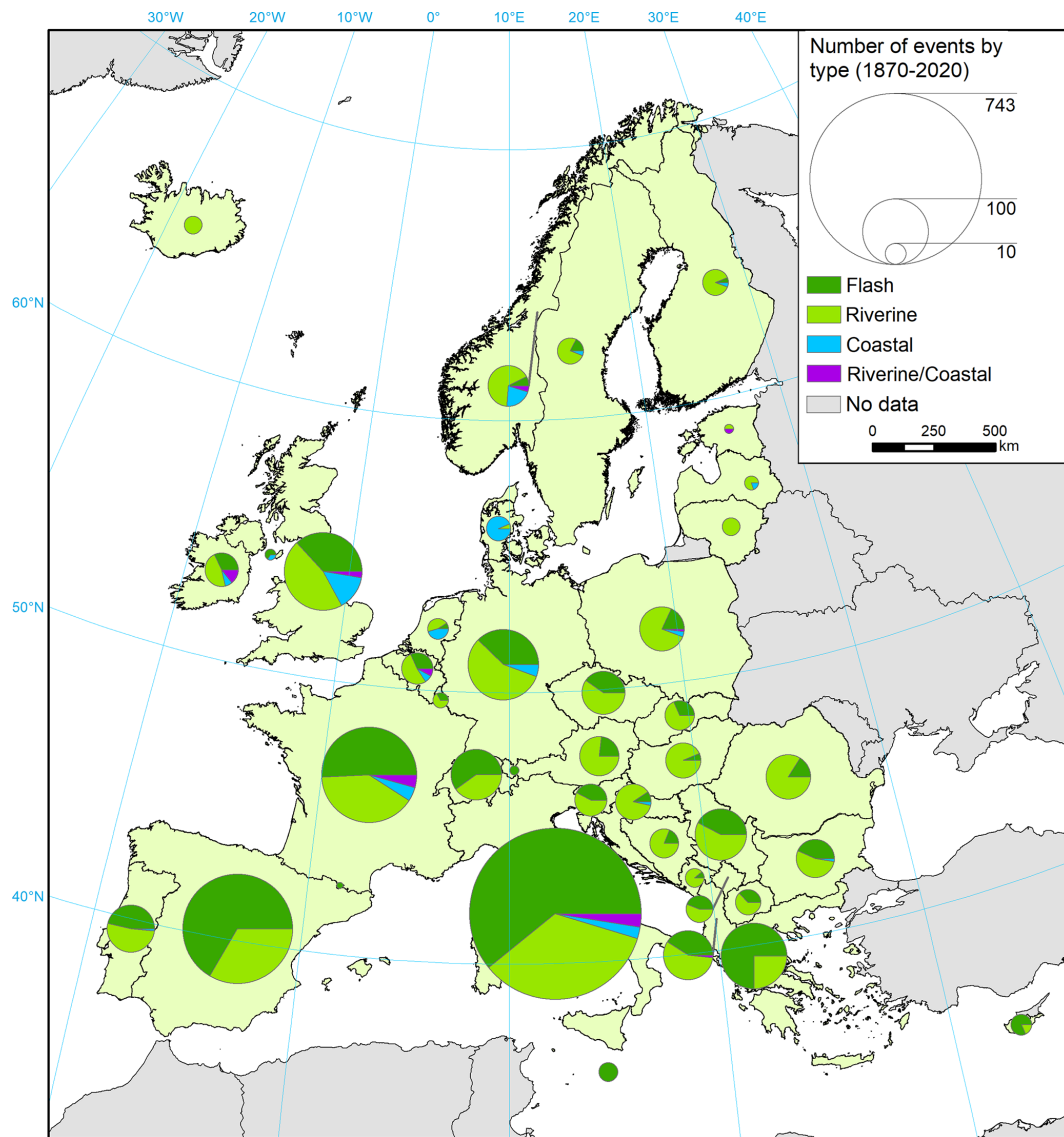 30°W 20°W 10°W 0° 10°E 20°E 30°E 40°E
Number of events by
type (1870-2020)
743
100
10
Flash
Riverine
Coastal
Riverine/Coastal
No data
0 250 500
km
60°N
50°N
40°N